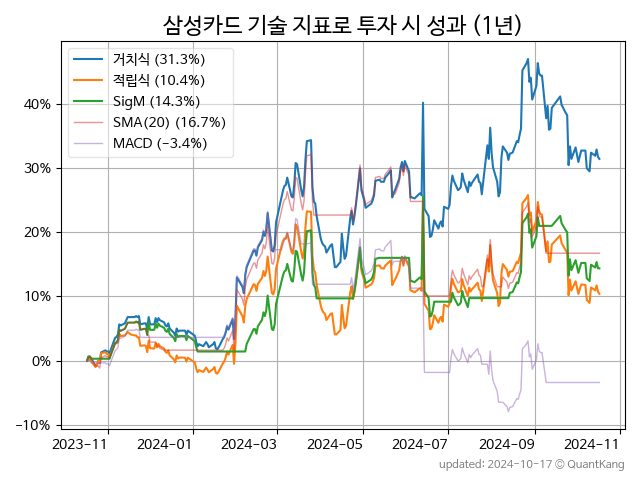 삼성카드 기술 지표로 투자 시 성과 (1년)
거치식 (31.3%)
적립식 (10.4%)
SigM (14.3%)
SMA(20) (16.7%)
MACD (-3.4%)
40%
30%
20%
10%
0%
-10%
2023-11 2024-01 2024-03 2024-05 2024-07 2024-09 2024-11
updated: 2024-10-17 © QuantKang